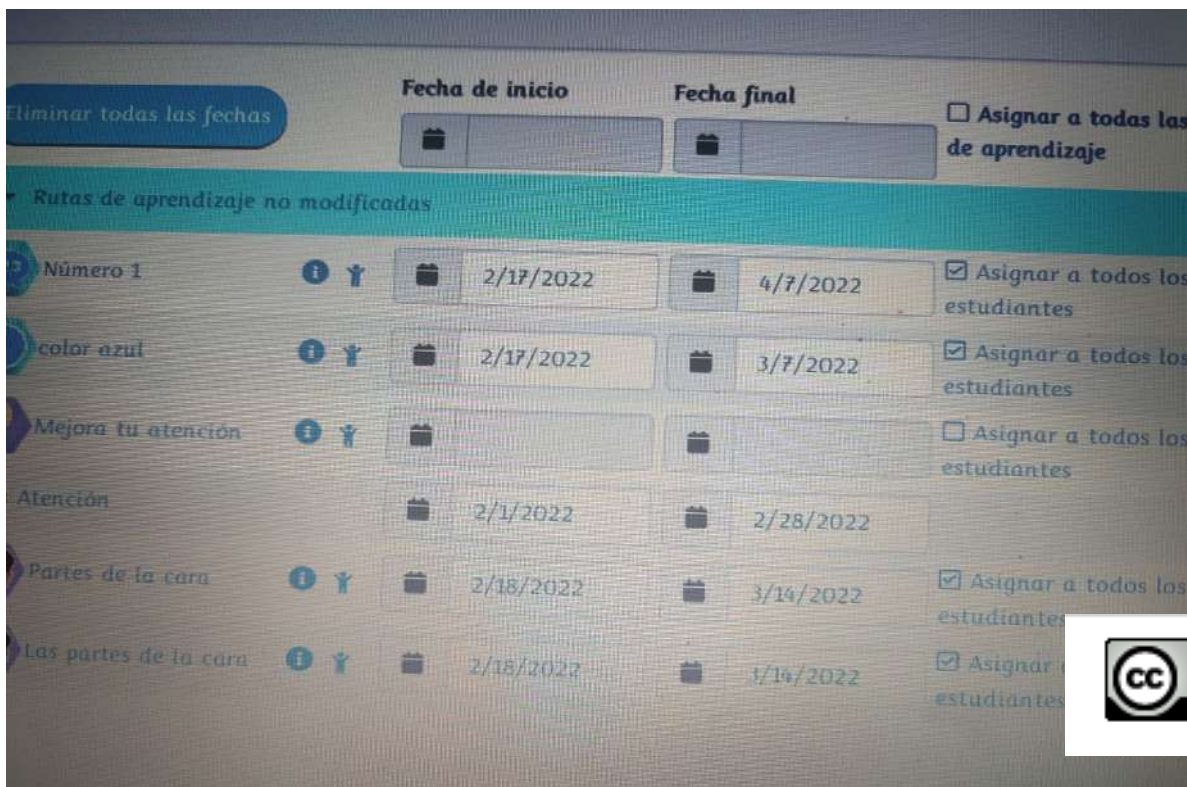 Fecha de inicio
Fecha final
Eliminar todas las fechas
Asignar a todas las
de aprendizaje
Rutas de aprendizaje no modificadas
Número 1
2/17/2022
4/7/2022
Asignar a todos los
estudiantes
color azul
2/17/2022
3/7/2022
Asignar a todos los
estudiantes
Mejora tu atención
Asignar a todos los
estudiantes
Atención
2/1/2022
2/28/2022
Partes de la cara
2/18/2022
3/14/2022
Asignar a todos los
estudiantes
Las partes de la cara
2/18/2022
3/14/2022
Asignar
estudiantes
cc